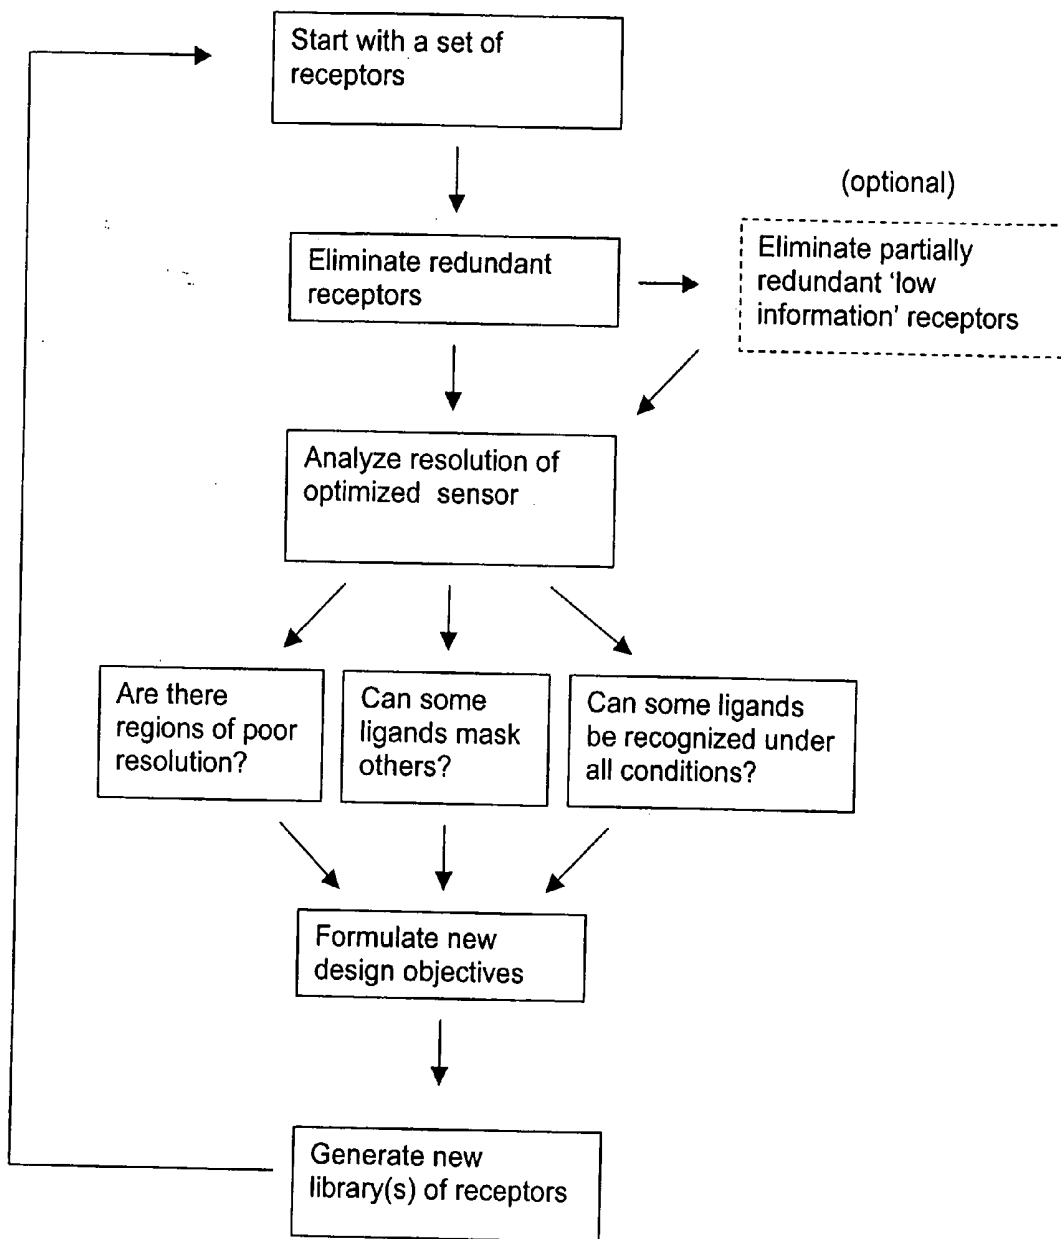 Start with a set of
receptors
(optional)
Eliminate redundant
receptors
Eliminate partially
redundant ‘low
information’ receptors
Analyze resolution of
optimized sensor
Are there
regions of poor
resolution?
Can some
ligands mask
others?
Can some ligands
be recognized under
all conditions?
Formulate new
design objectives
Generate new
library(s) of receptors